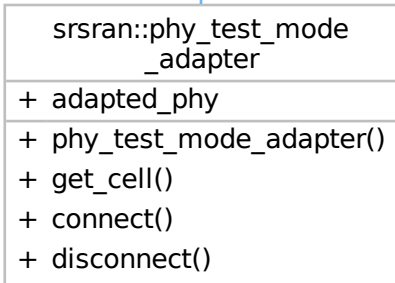 srsran::phy_test_mode
_adapter
+ adapted_phy
+ phy_test_mode_adapter()
+ get_cell()
+ connect()
+ disconnect()